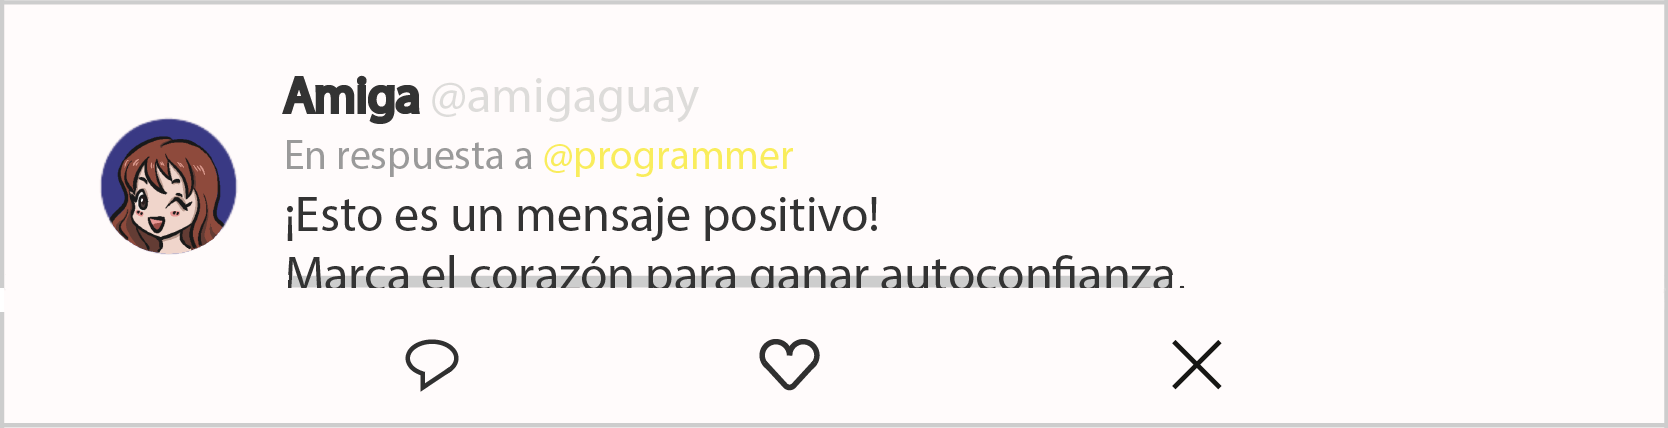 Amiga @amigaguay
En respuesta a @programmer
¡Esto es un mensaje positivo!
Marca el corazón para ganar autoconfianza.